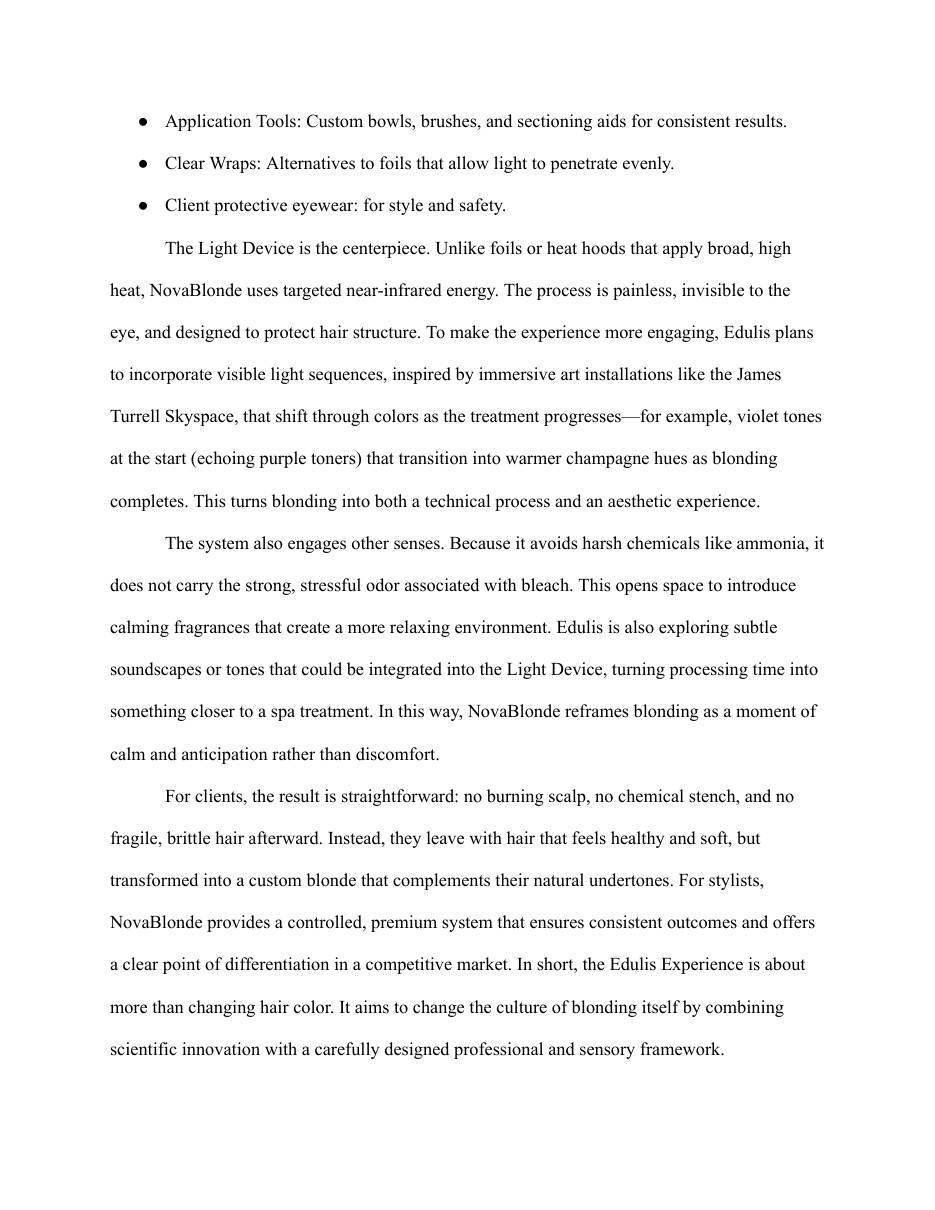 ● Application Tools: Custom bowls, brushes, and sectioning aids for consistent results.
● Clear Wraps: Alternatives to foils that allow light to penetrate evenly.
● Client protective eyewear: for style and safety.
The Light Device is the centerpiece. Unlike foils or heat hoods that apply broad, high
heat, NovaBlonde uses targeted near-infrared energy. The process is painless, invisible to the
eye, and designed to protect hair structure. To make the experience more engaging, Edulis plans
to incorporate visible light sequences, inspired by immersive art installations like the James
Turrell Skyspace, that shift through colors as the treatment progresses—for example, violet tones
at the start (echoing purple toners) that transition into warmer champagne hues as blonding
completes. This turns blonding into both a technical process and an aesthetic experience.
The system also engages other senses. Because it avoids harsh chemicals like ammonia, it
does not carry the strong, stressful odor associated with bleach. This opens space to introduce
calming fragrances that create a more relaxing environment. Edulis is also exploring subtle
soundscapes or tones that could be integrated into the Light Device, turning processing time into
something closer to a spa treatment. In this way, NovaBlonde reframes blonding as a moment of
calm and anticipation rather than discomfort.
For clients, the result is straightforward: no burning scalp, no chemical stench, and no
fragile, brittle hair afterward. Instead, they leave with hair that feels healthy and soft, but
transformed into a custom blonde that complements their natural undertones. For stylists,
NovaBlonde provides a controlled, premium system that ensures consistent outcomes and offers
a clear point of differentiation in a competitive market. In short, the Edulis Experience is about
more than changing hair color. It aims to change the culture of blonding itself by combining
scientific innovation with a carefully designed professional and sensory framework.